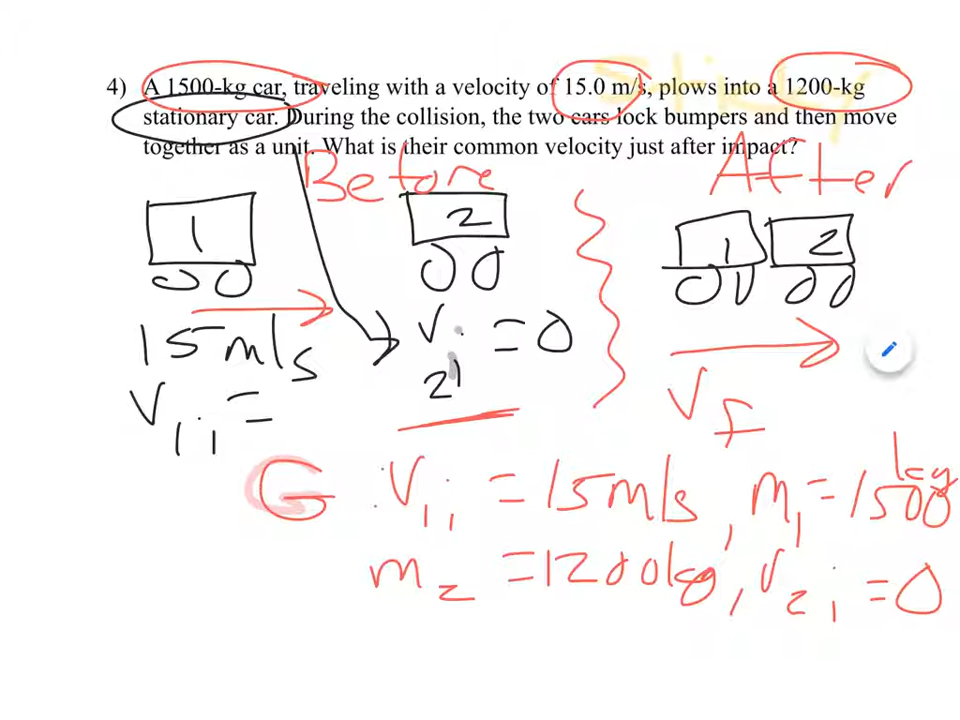 4) A 1500-kg car, traveling with a velocity of 15.0 m/s, plows into a 1200-kg
stationary car. During the collision, the two cars lock bumpers and then move
together as a unit. What is their common velocity just after impact?
Sticky
Before
After
1
2
1 2
15 m/s
V2i = 0
V1i =
Vf
G V1i = 15 m/s, m1 = 1500 kg
m2 = 1200 kg, V2i = 0